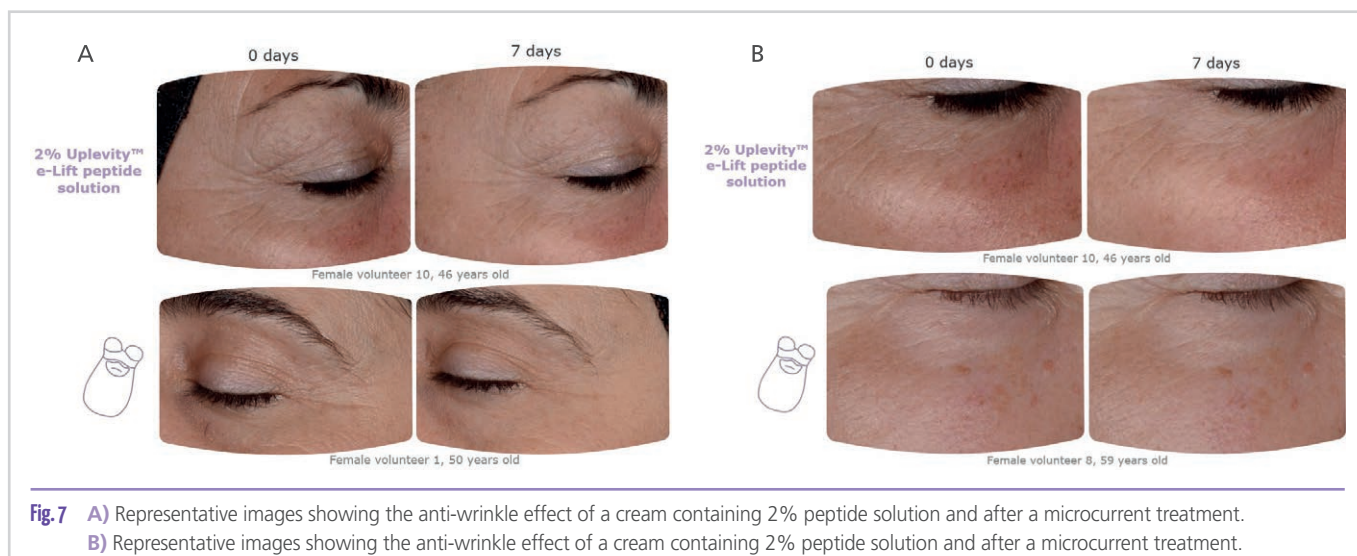 A
0 days
7 days
2% Uplevity™
e-Lift peptide
solution
Female volunteer 10, 46 years old
Female volunteer 1, 50 years old
B
0 days
7 days
2% Uplevity™
e-Lift peptide
solution
Female volunteer 10, 46 years old
Female volunteer 8, 59 years old
Fig.7 A) Representative images showing the anti-wrinkle effect of a cream containing 2% peptide solution and after a microcurrent treatment.
B) Representative images showing the anti-wrinkle effect of a cream containing 2% peptide solution and after a microcurrent treatment.